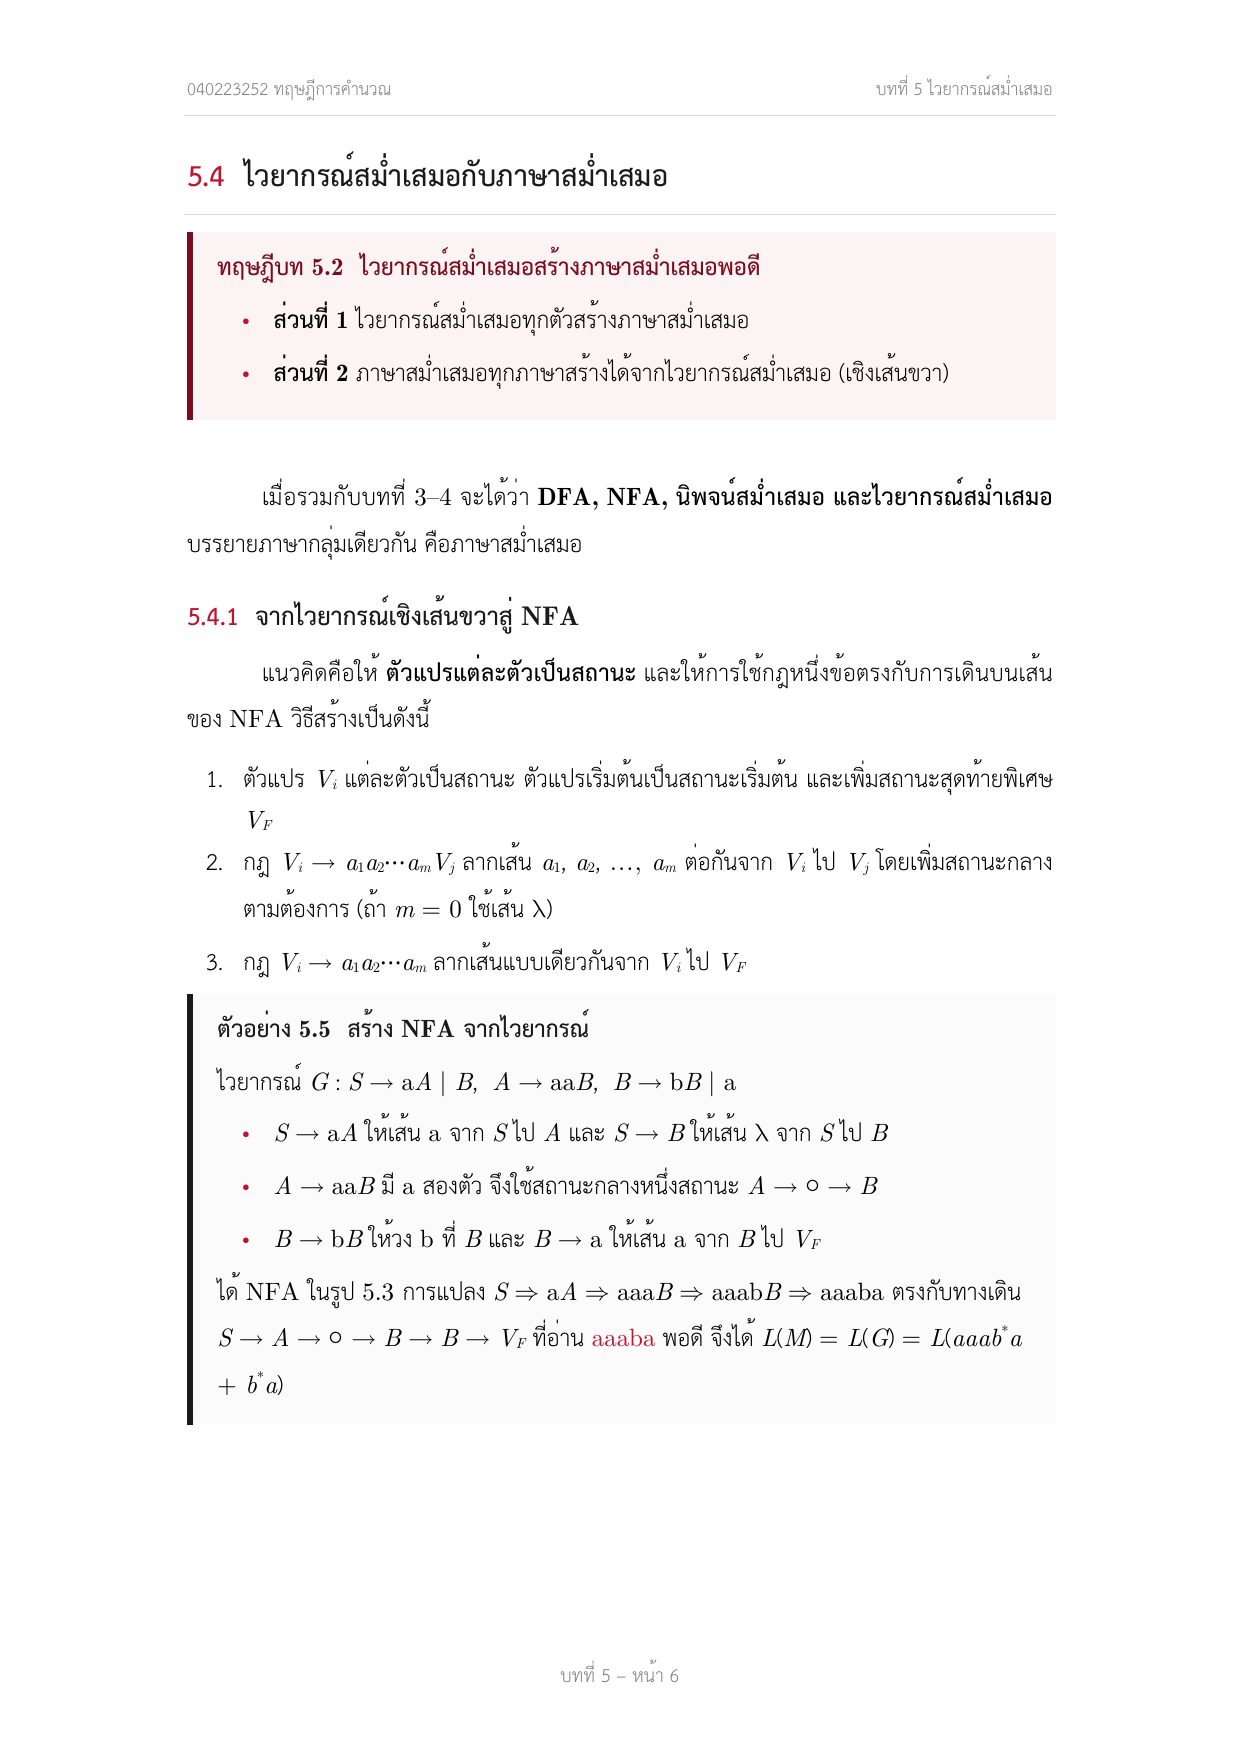 040223252 ทฤษฎีการคำนวณ
บทที่ 5 ไวยากรณ์สม่ำเสมอ
5.4 ไวยากรณ์สม่ำเสมอกับภาษาสม่ำเสมอ
ทฤษฎีบท 5.2 ไวยากรณ์สม่ำเสมอสร้างภาษาสม่ำเสมอพอดี
• ส่วนที่ 1 ไวยากรณ์สม่ำเสมอทุกตัวสร้างภาษาสม่ำเสมอ
• ส่วนที่ 2 ภาษาสม่ำเสมอทุกภาษาสร้างได้จากไวยากรณ์สม่ำเสมอ (เชิงเส้นขวา)
เมื่อรวมกับบทที่ 3–4 จะได้ว่า DFA, NFA, นิพจน์สม่ำเสมอ และไวยากรณ์สม่ำเสมอ
บรรยายภาษากลุ่มเดียวกัน คือภาษาสม่ำเสมอ
5.4.1 จากไวยากรณ์เชิงเส้นขวาสู่ NFA
แนวคิดคือให้ ตัวแปรแต่ละตัวเป็นสถานะ และให้การใช้กฎหนึ่งข้อตรงกับการเดินบนเส้น
ของ NFA วิธีสร้างเป็นดังนี้
1. ตัวแปร Vᵢ แต่ละตัวเป็นสถานะ ตัวแปรเริ่มต้นเป็นสถานะเริ่มต้น และเพิ่มสถานะสุดท้ายพิเศษ
V_F
2. กฎ Vᵢ → a₁a₂⋯aₘVⱼ ลากเส้น a₁, a₂, …, aₘ ต่อกันจาก Vᵢ ไป Vⱼ โดยเพิ่มสถานะกลาง
ตามต้องการ (ถ้า m = 0 ใช้เส้น λ)
3. กฎ Vᵢ → a₁a₂⋯aₘ ลากเส้นแบบเดียวกันจาก Vᵢ ไป V_F
ตัวอย่าง 5.5 สร้าง NFA จากไวยากรณ์
ไวยากรณ์ G : S → aA | B, A → aaB, B → bB | a
• S → aA ให้เส้น a จาก S ไป A และ S → B ให้เส้น λ จาก S ไป B
• A → aaB มี a สองตัว จึงใช้สถานะกลางหนึ่งสถานะ A → ○ → B
• B → bB ให้วง b ที่ B และ B → a ให้เส้น a จาก B ไป V_F
ได้ NFA ในรูป 5.3 การแปลง S ⇒ aA ⇒ aaaB ⇒ aaabB ⇒ aaaba ตรงกับทางเดิน
S → A → ○ → B → B → V_F ที่อ่าน aaaba พอดี จึงได้ L(M) = L(G) = L(aaab*a
+ b*a)
บทที่ 5 – หน้า 6